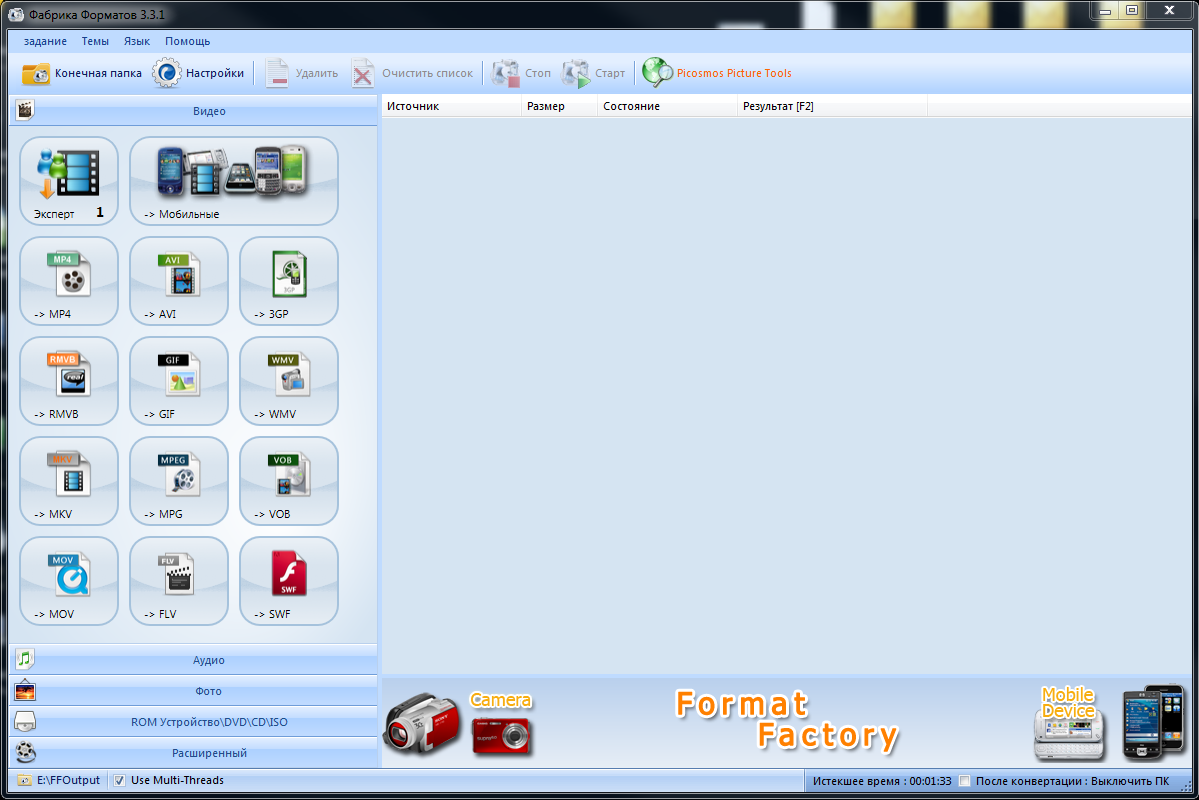 Фабрика Форматов 3.3.1
задание Темы Язык Помощь
Конечная папка Настройки Удалить Очистить список Стоп Старт Picosmos Picture Tools
Видео
Источник Размер Состояние Результат [F2]
Эксперт 1 -> Мобильные
MP4 AVI 3GP
-> MP4 -> AVI -> 3GP
RMVB GIF WMV
real
-> RMVB -> GIF -> WMV
MKV MPEG VOB
-> MKV -> MPG -> VOB
MOV FLV SWF
-> MOV -> FLV -> SWF
Аудио
Фото
ROM Устройство\DVD\CD\ISO
Расширенный
Camera
Format
Factory
Mobile
Device
E:\FFOutput Use Multi-Threads Истекшее время : 00:01:33 После конвертации : Выключить ПК